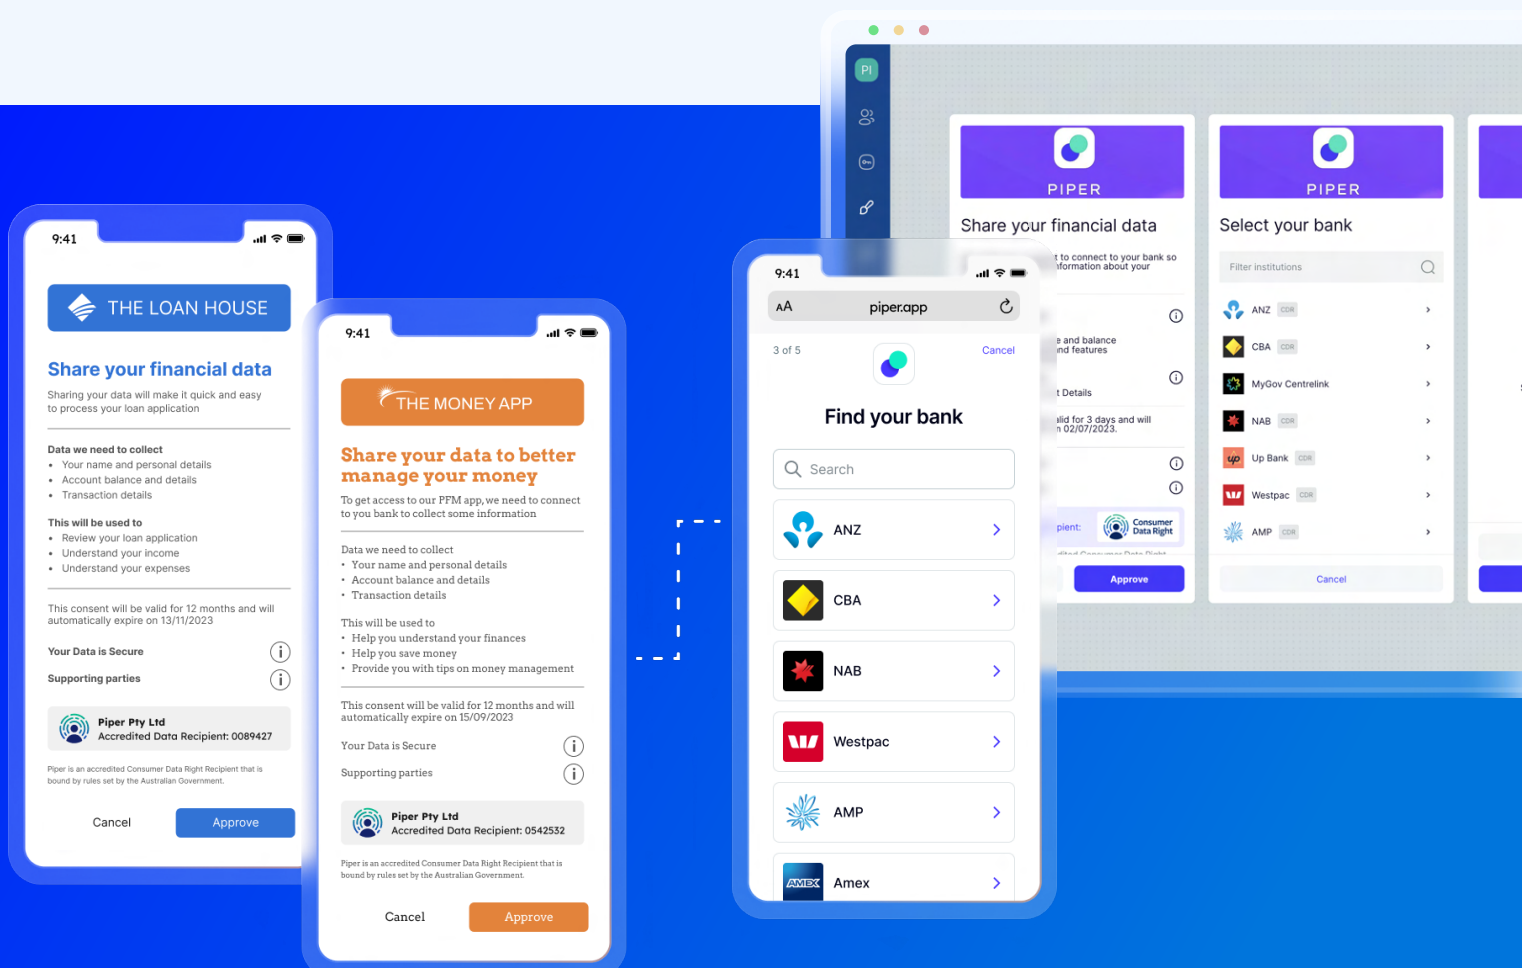 9:41
THE LOAN HOUSE
Share your financial data
Sharing your data will make it quick and easy
to process your loan application
Data we need to collect
• Your name and personal details
• Account balance and details
• Transaction details
This will be used to
• Review your loan application
• Understand your income
• Understand your expenses
This consent will be valid for 12 months and will
automatically expire on 13/11/2023
Your Data is Secure
Supporting parties
Piper Pty Ltd
Accredited Data Recipient: 0089427
Piper is an accredited Consumer Data Right Recipient that is
bound by rules set by the Australian Government.
Cancel
Approve
9:41
THE MONEY APP
Share your data to better
manage your money
To get access to our PFM app, we need to connect
to you bank to collect some information
Data we need to collect
• Your name and personal details
• Account balance and details
• Transaction details
This will be used to
• Help you understand your finances
• Help you save money
• Provide you with tips on money management
This consent will be valid for 12 months and will
automatically expire on 15/09/2023
Your Data is Secure
Supporting parties
Piper Pty Ltd
Accredited Data Recipient: 0542532
Piper is an accredited Consumer Data Right Recipient that is
bound by rules set by the Australian Government.
Cancel
Approve
9:41
AA
piper.app
3 of 5
Cancel
Find your bank
Search
ANZ
CBA
NAB
Westpac
AMP
AMEX
Amex
PI
PIPER
Share your financial data
t to connect to your bank so
nformation about your
e and balance
nd features
t Details
alid for 3 days and will
n 02/07/2023.
pient:
Consumer
Data Right
Approve
PIPER
Select your bank
Filter institutions
ANZ CDR
CBA CDR
MyGov Centrelink
NAB CDR
up Up Bank CDR
Westpac CDR
AMP CDR
Cancel